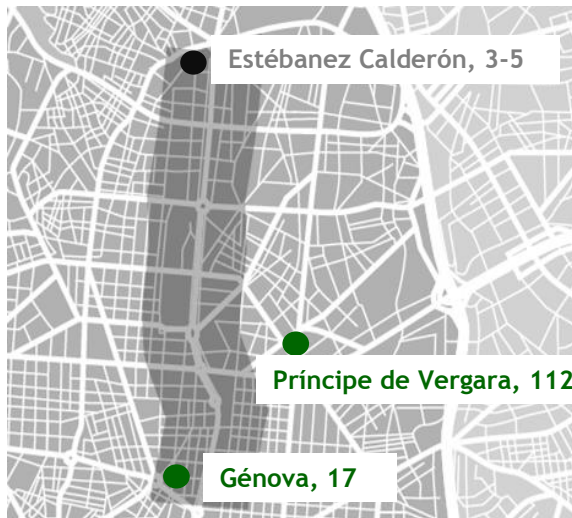 Estébanez Calderón, 3-5
Príncipe de Vergara, 112
Génova, 17